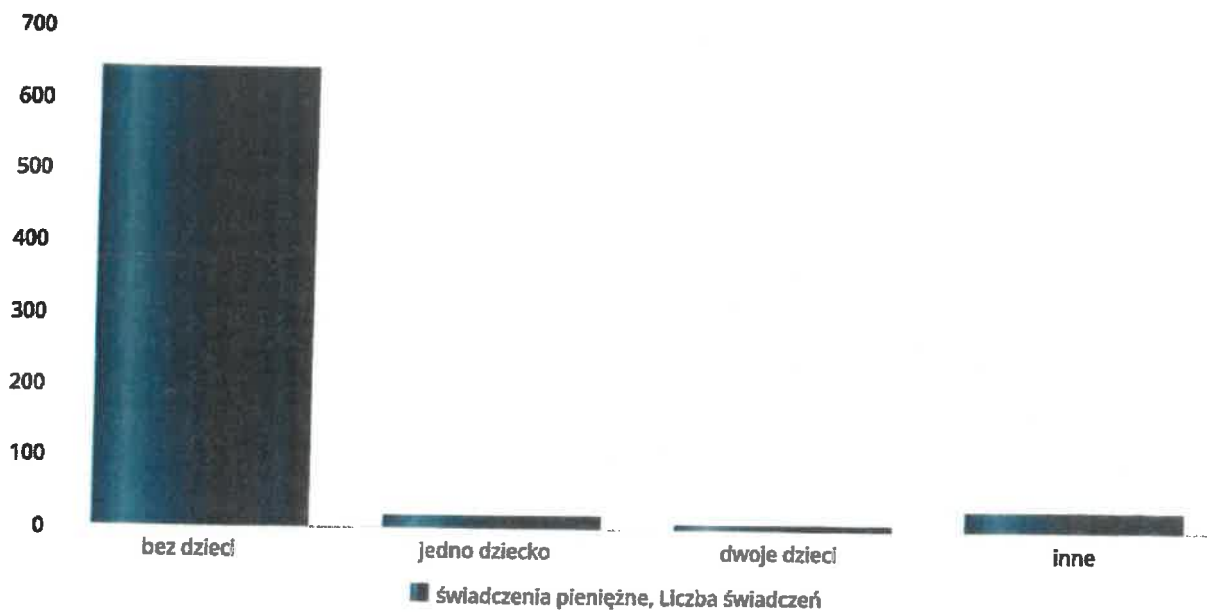 700
600
500
400
300
200
100
0
bez dzieci
jedno dziecko
dwoje dzieci
inne
świadczenia pieniężne, Liczba świadczeń